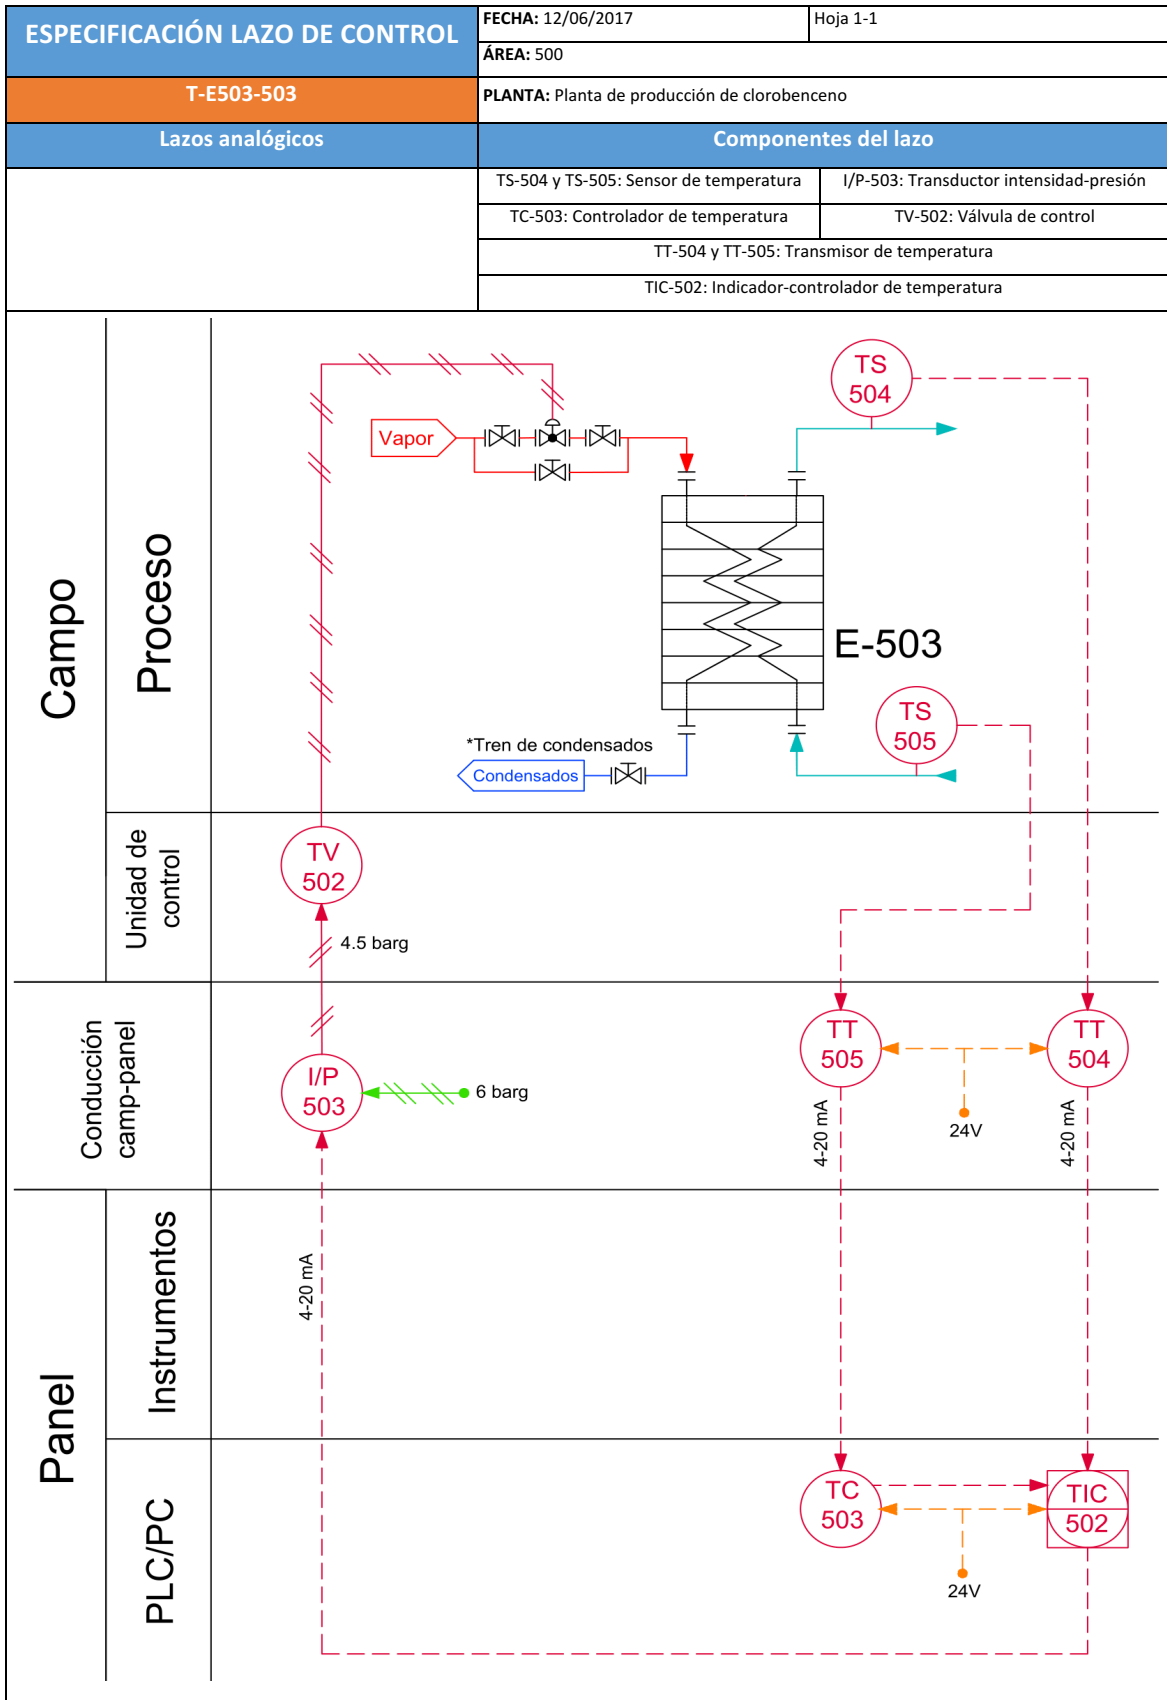 ESPECIFICACIÓN LAZO DE CONTROL
FECHA: 12/06/2017
Hoja 1-1
ÁREA: 500
T-E503-503
PLANTA: Planta de producción de clorobenceno
Lazos analógicos
Componentes del lazo
TS-504 y TS-505: Sensor de temperatura
I/P-503: Transductor intensidad-presión
TC-503: Controlador de temperatura
TV-502: Válvula de control
TT-504 y TT-505: Transmisor de temperatura
TIC-502: Indicador-controlador de temperatura
Campo
Proceso
Vapor
TS
504
E-503
TS
505
*Tren de condensados
Condensados
Unidad de
control
TV
502
4.5 barg
Conducción
camp-panel
I/P
503
6 barg
TT
505
TT
504
24V
4-20 mA
4-20 mA
Panel
Instrumentos
4-20 mA
PLC/PC
TC
503
TIC
502
24V